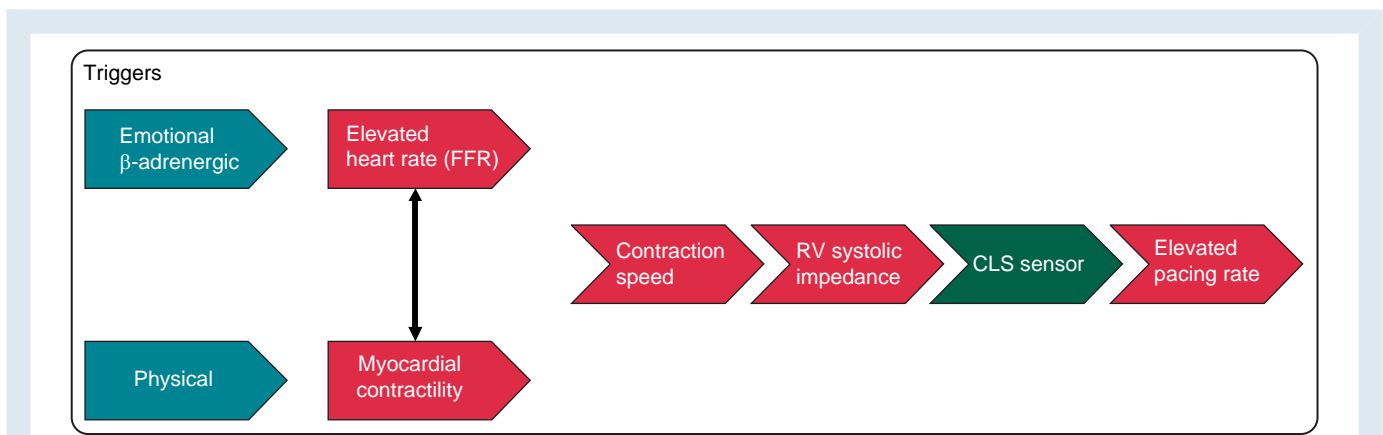 Triggers
Emotional
β-adrenergic
Elevated
heart rate (FFR)
Contraction
speed
RV systolic
impedance
CLS sensor
Elevated
pacing rate
Physical
Myocardial
contractility